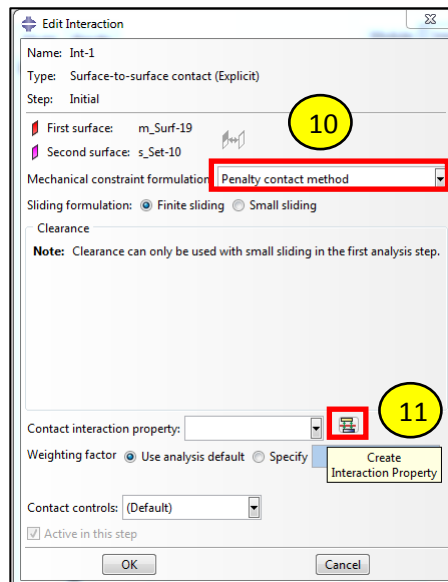 Edit Interaction
Name: Int-1
Type: Surface-to-surface contact (Explicit)
Step: Initial
10
First surface: m_Surf-19
Second surface: s_Set-10
Mechanical constraint formulation: Penalty contact method
Sliding formulation: Finite sliding Small sliding
Clearance
Note: Clearance can only be used with small sliding in the first analysis step.
11
Contact interaction property:
Weighting factor Use analysis default Specify
Create
Interaction Property
Contact controls: (Default)
Active in this step
OK Cancel